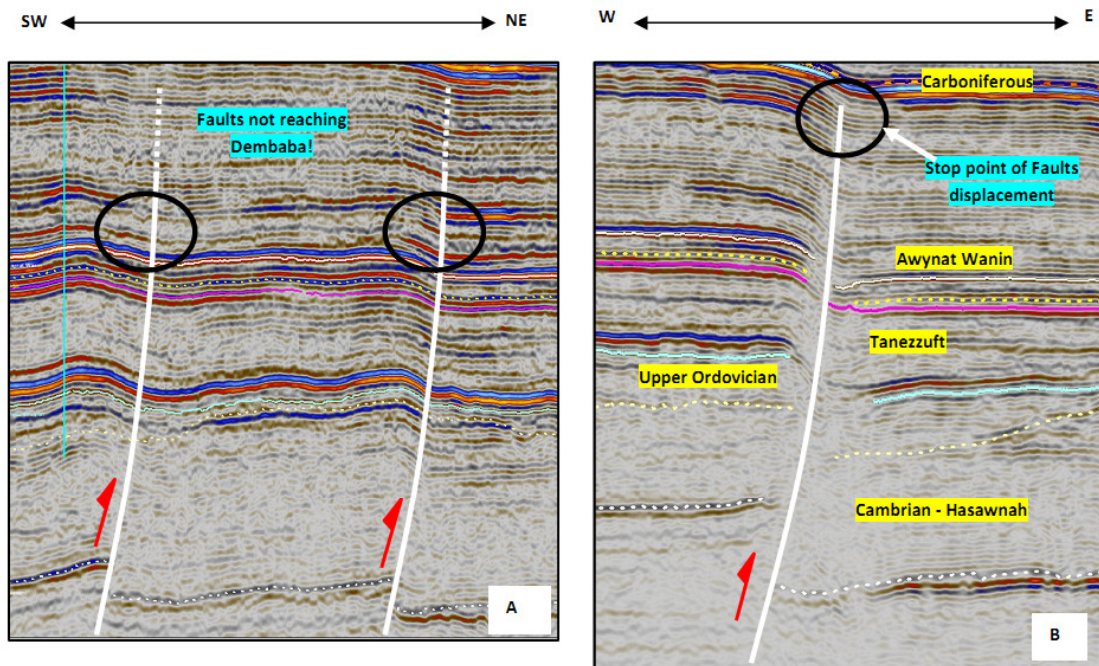 SW
NE
W
E
Faults not reaching
Dembaba!
A
Carboniferous
Stop point of Faults
displacement
Awynat Wanin
Tanezzuft
Upper Ordovician
Cambrian - Hasawnah
B